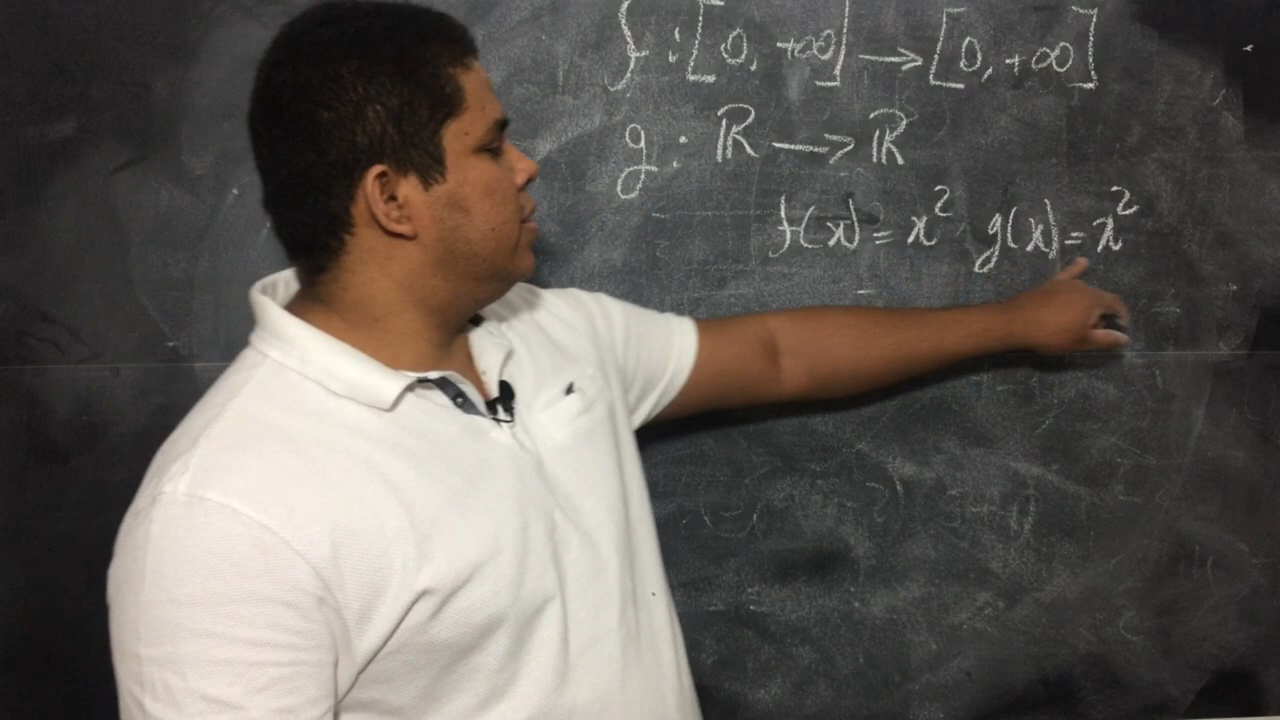 f : [0, +∞] → [0, +∞]
g : ℝ → ℝ
f(x) = x² g(x) = x²